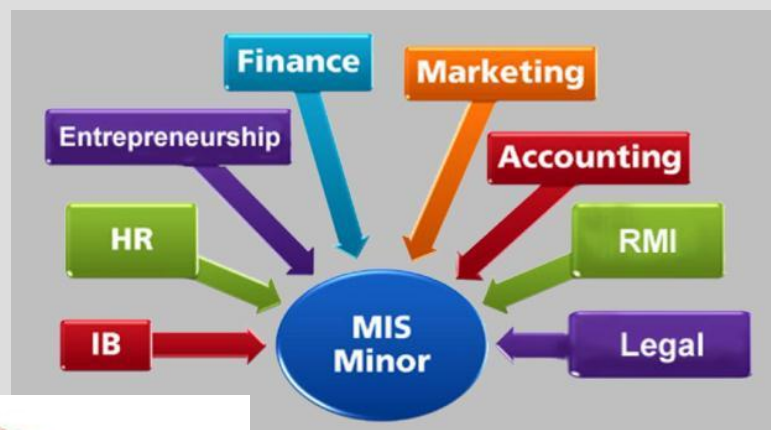 Finance
Marketing
Entrepreneurship
Accounting
HR
RMI
IB
MIS
Minor
Legal